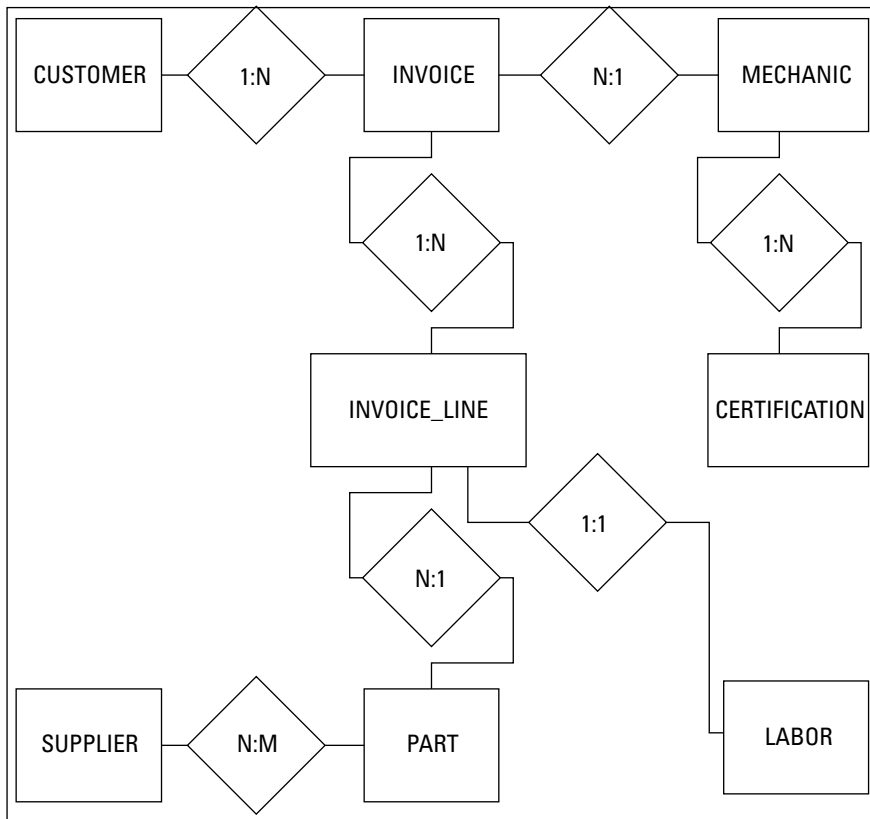 CUSTOMER
1:N
INVOICE
N:1
MECHANIC
1:N
1:N
INVOICE_LINE
CERTIFICATION
1:1
N:1
SUPPLIER
N:M
PART
LABOR